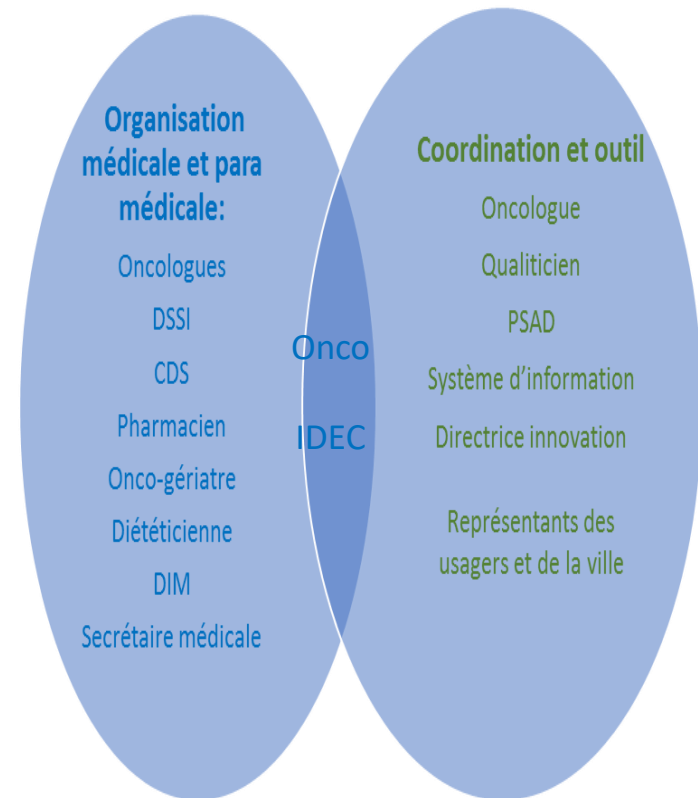 Organisation
médicale et para
médicale:
Oncologues
DSSI
CDS
Pharmacien
Onco-gériatre
Diététicienne
DIM
Secrétaire médicale
Onco
IDEC
Coordination et outil
Oncologue
Qualiticien
PSAD
Système d’information
Directrice innovation
Représentants des
usagers et de la ville